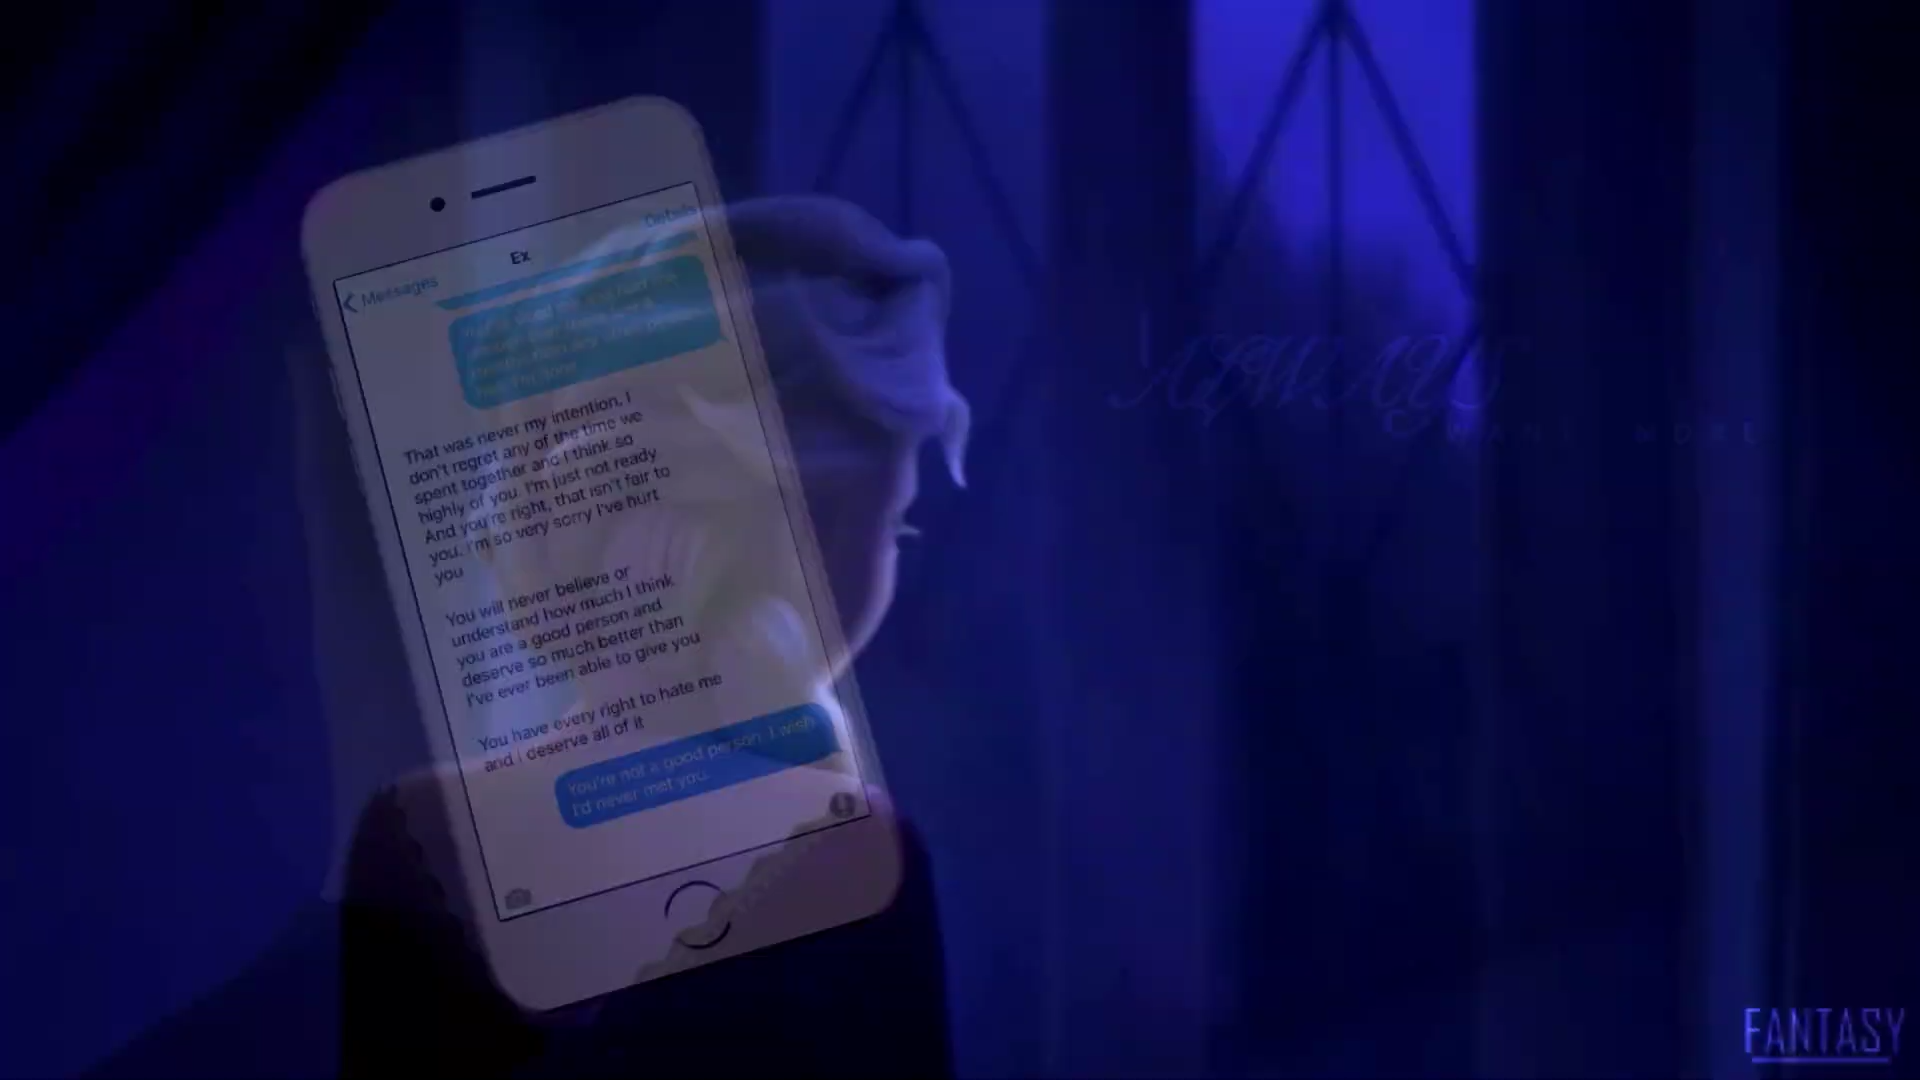 Details
Ex
Messages
That was never my intention, I
don't regret any of the time we
spent together and I think so
highly of you. I'm just not ready
And you're right, that isn't fair to
you. I'm so very sorry I've hurt
you
You will never believe or
understand how much I think
you are a good person and
deserve so much better than
I've ever been able to give you
You have every right to hate me
and I deserve all of it
You're not a good person. I wish
I'd never met you.
ALWAYS
WANT MORE
FANTASY